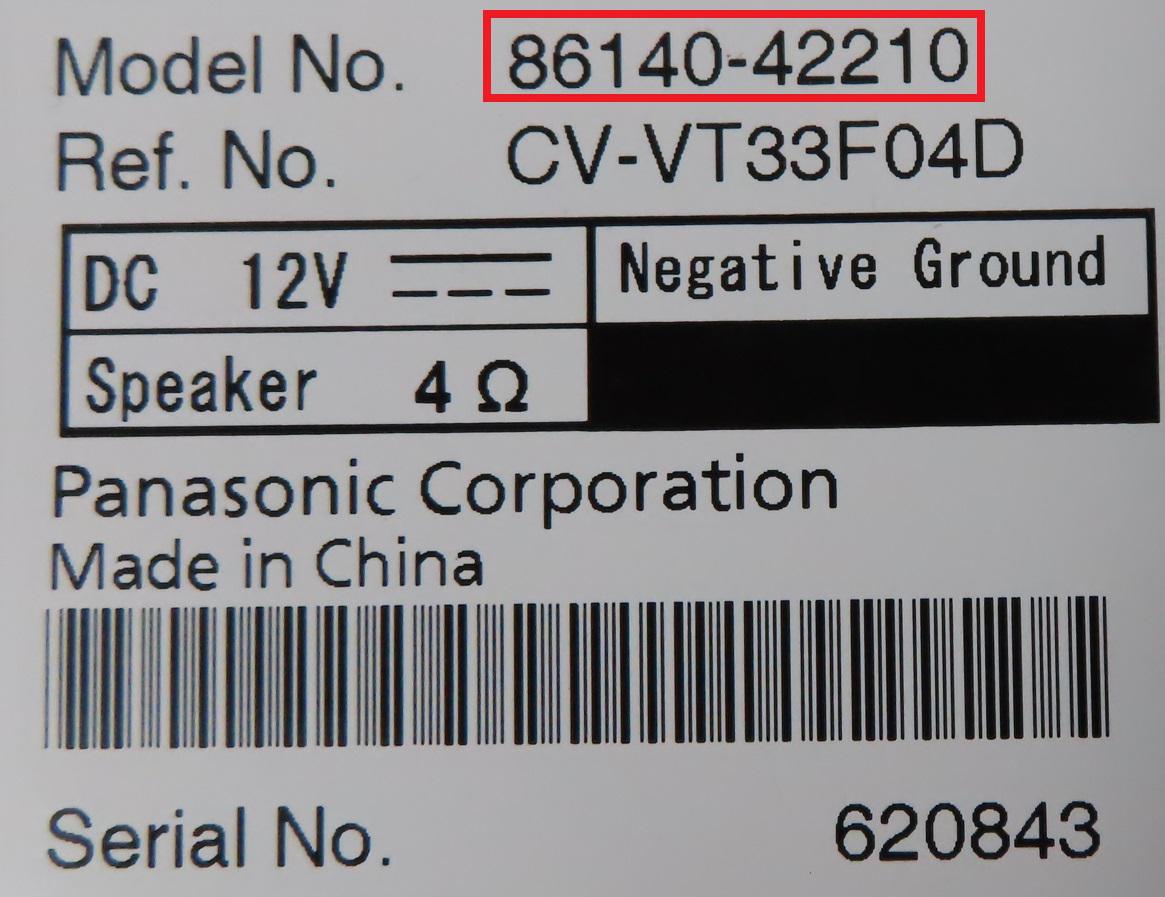 Model No. 86140-42210
Ref. No. CV-VT33F04D
DC 12V Negative Ground
Speaker 4 Ω
Panasonic Corporation
Made in China
Serial No. 620843